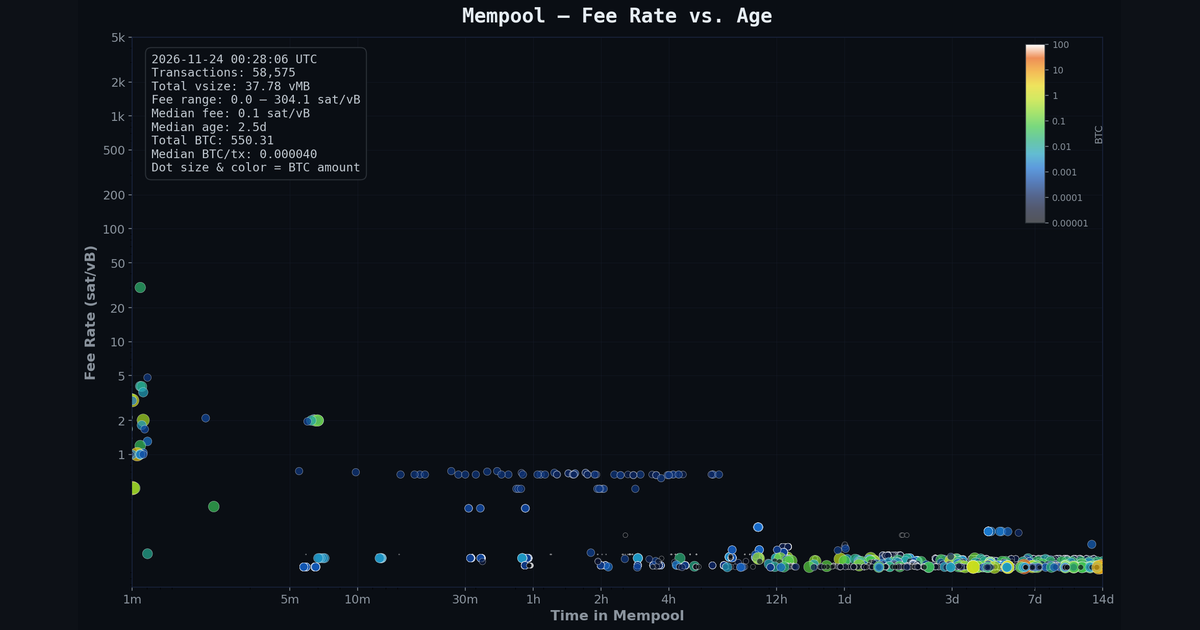 Mempool — Fee Rate vs. Age
5k
2k
1k
500
200
100
50
20
10
5
2
1
Fee Rate (sat/vB)
2026-11-24 00:28:06 UTC
Transactions: 58,575
Total vsize: 37.78 vMB
Fee range: 0.0 – 304.1 sat/vB
Median fee: 0.1 sat/vB
Median age: 2.5d
Total BTC: 550.31
Median BTC/tx: 0.000040
Dot size & color = BTC amount
100
10
1
0.1
0.01
0.001
0.0001
0.00001
BTC
1m 5m 10m 30m 1h 2h 4h 12h 1d 3d 7d 14d
Time in Mempool